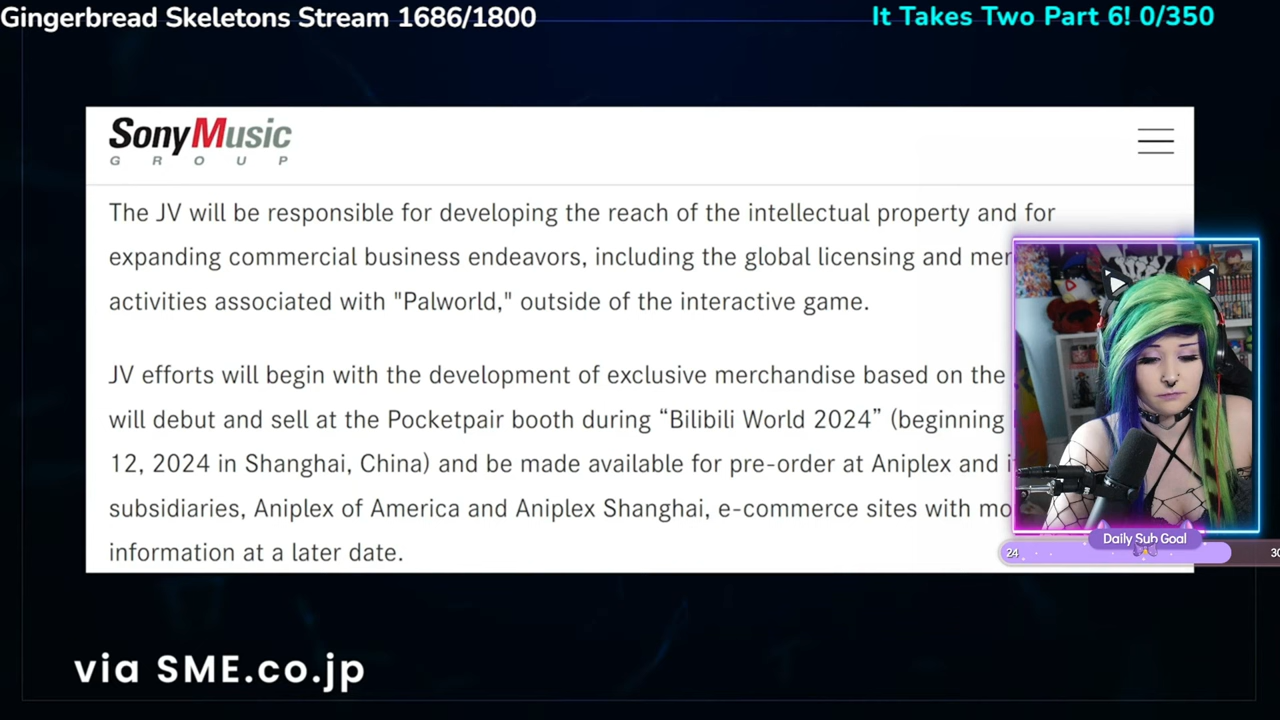 Gingerbread Skeletons Stream 1686/1800
It Takes Two Part 6! 0/350
SonyMusic
GROUP
The JV will be responsible for developing the reach of the intellectual property and for
expanding commercial business endeavors, including the global licensing and
activities associated with "Palworld," outside of the interactive game.
JV efforts will begin with the development of exclusive merchandise based on the
will debut and sell at the Pocketpair booth during “Bilibili World 2024” (beginning
12, 2024 in Shanghai, China) and be made available for pre-order at Aniplex and
subsidiaries, Aniplex of America and Aniplex Shanghai, e-commerce sites with
information at a later date.
Daily Sub Goal
24
via SME.co.jp